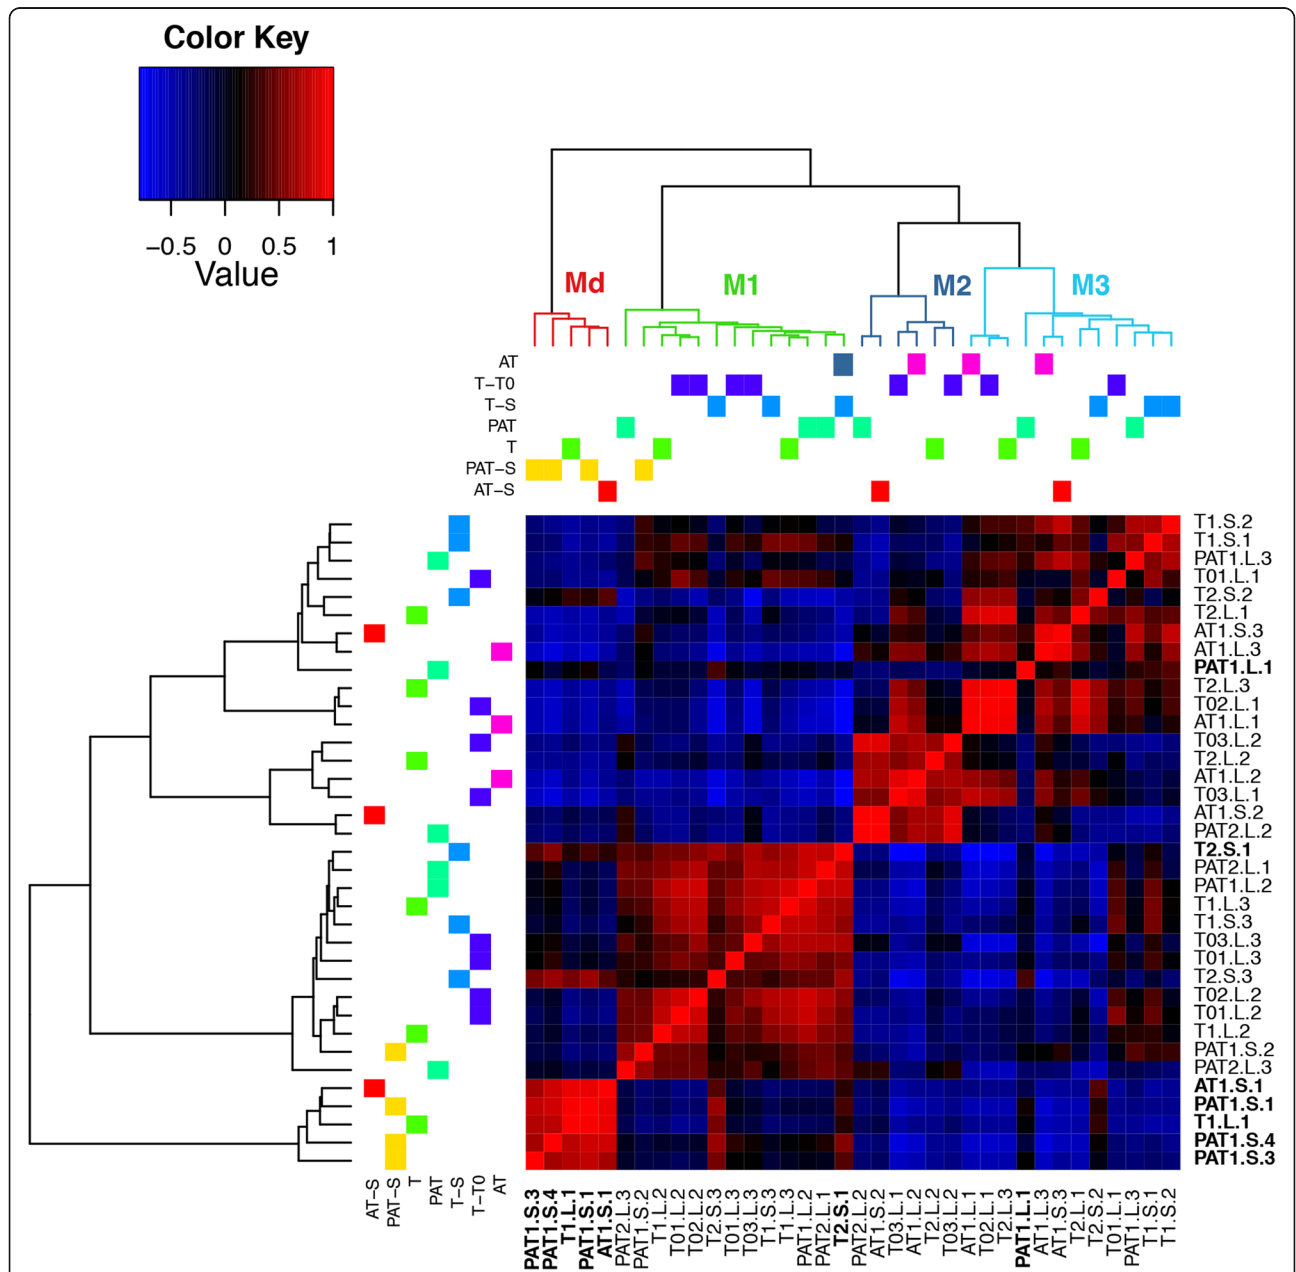 Color Key
−0.5 0 0.5 1
Value
Md M1 M2 M3
AT
T−T0
T−S
PAT
T
PAT−S
AT−S
T1.S.2
T1.S.1
PAT1.L.3
T01.L.1
T2.S.2
T2.L.1
AT1.S.3
AT1.L.3
PAT1.L.1
T2.L.3
T02.L.1
AT1.L.1
T03.L.2
T2.L.2
AT1.L.2
T03.L.1
AT1.S.2
PAT2.L.2
T2.S.1
PAT2.L.1
PAT1.L.2
T1.L.3
T1.S.3
T03.L.3
T01.L.3
T2.S.3
T02.L.2
T01.L.2
T1.L.2
PAT1.S.2
PAT2.L.3
AT1.S.1
PAT1.S.1
T1.L.1
PAT1.S.4
PAT1.S.3
AT−S
PAT−S
T
PAT
T−S
T−T0
AT
PAT1.S.3
PAT1.S.4
T1.L.1
PAT1.S.1
AT1.S.1
PAT2.L.3
PAT1.S.2
T1.L.2
T01.L.2
T02.L.2
T2.S.3
T01.L.3
T03.L.3
T1.S.3
T1.L.3
PAT1.L.2
PAT2.L.1
T2.S.1
PAT2.L.2
AT1.S.2
T03.L.1
AT1.L.2
T2.L.2
T03.L.2
AT1.L.1
T02.L.1
T2.L.3
PAT1.L.1
AT1.L.3
AT1.S.3
T2.L.1
T2.S.2
T01.L.1
PAT1.L.3
T1.S.1
T1.S.2